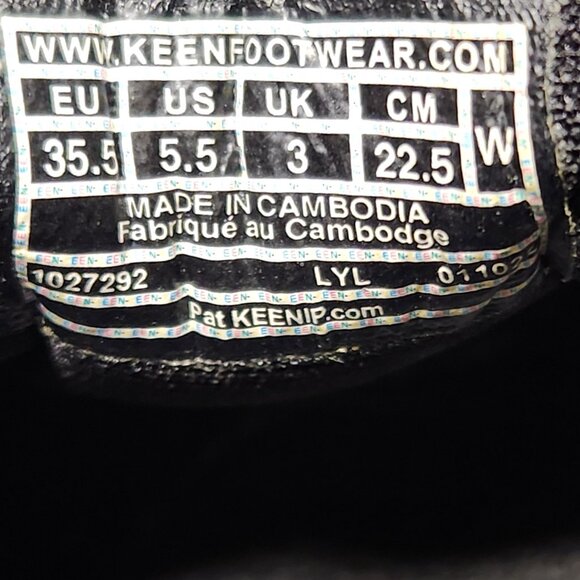 WWW.KEENFOOTWEAR.COM
EU US UK CM
35.5 5.5 3 22.5 W
MADE IN CAMBODIA
Fabriqué au Cambodge
1027292 LYL
Pat KEENIP.com